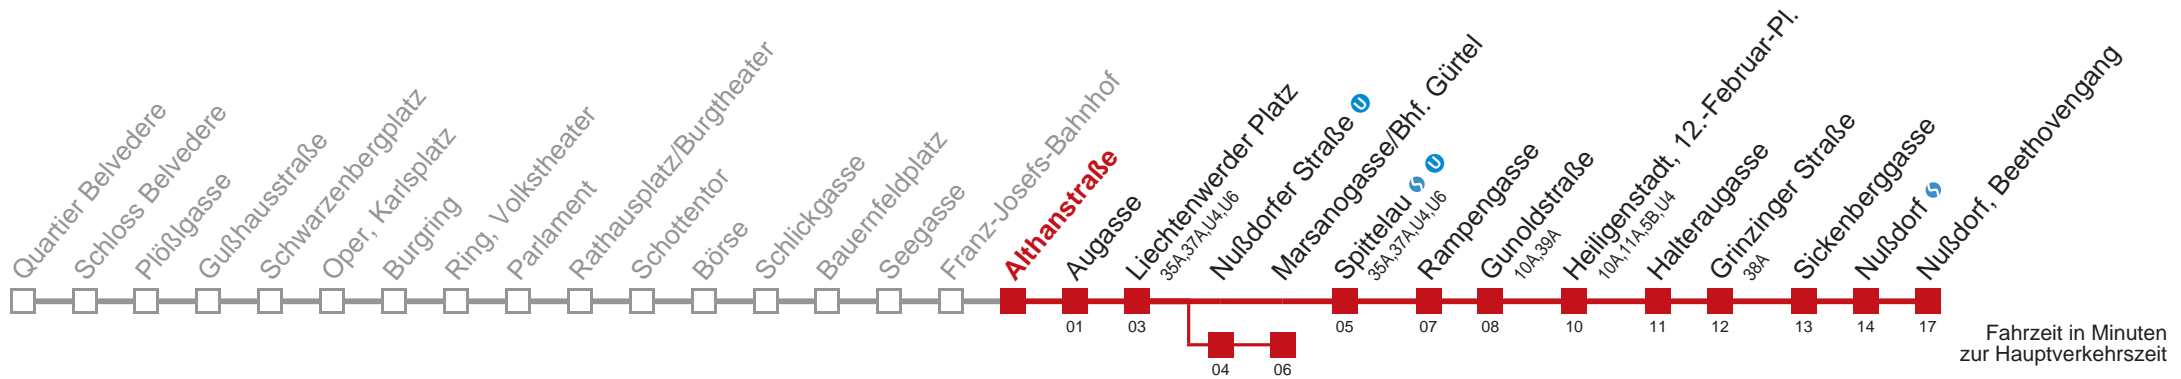 Quartier Belvedere
Schloss Belvedere
Plößlgasse
Gußhausstraße
Schwarzenbergplatz
Oper, Karlsplatz
Burgring
Ring, Volkstheater
Parlament
Rathausplatz/Burgtheater
Schottentor
Börse
Schlickgasse
Bauernfeldplatz
Seegasse
Franz-Josefs-Bahnhof
Althanstraße
Augasse
Liechtenwerder Platz
35A,37A,U4,U6
Nußdorfer Straße U
Marsanogasse/Bhf. Gürtel
Spittelau S U
35A,37A,U4,U6
Rampengasse
Gunoldstraße
10A,39A
Heiligenstadt, 12.-Februar-Pl.
10A,11A,5B,U4
Halteraugasse
Grinzinger Straße
38A
Sickenberggasse
Nußdorf S
Nußdorf, Beethovengang
01
03
05
07
08
10
11
12
13
14
17
04
06
Fahrzeit in Minuten
zur Hauptverkehrszeit